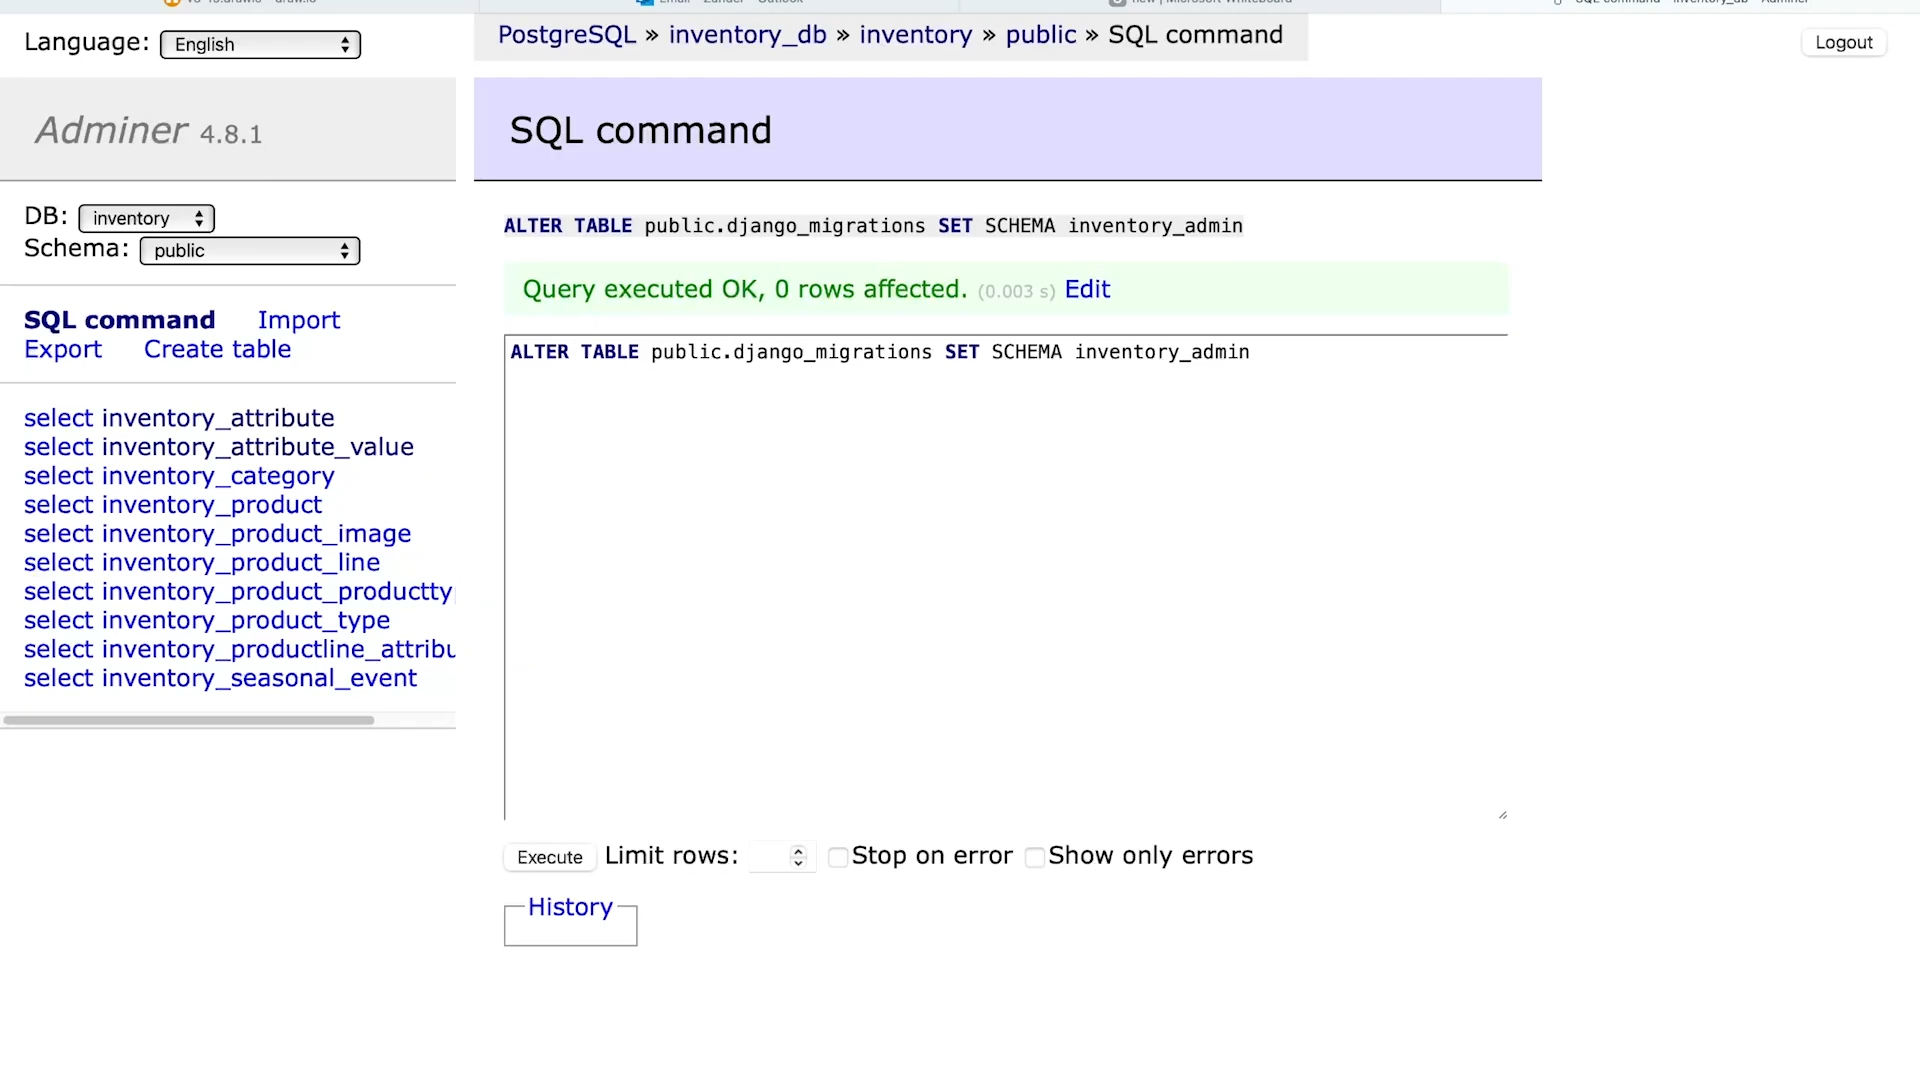 Language: English
PostgreSQL » inventory_db » inventory » public » SQL command
Logout
Adminer 4.8.1
SQL command
DB: inventory
Schema: public
ALTER TABLE public.django_migrations SET SCHEMA inventory_admin
Query executed OK, 0 rows affected. (0.003 s) Edit
SQL command Import
Export Create table
ALTER TABLE public.django_migrations SET SCHEMA inventory_admin
select inventory_attribute
select inventory_attribute_value
select inventory_category
select inventory_product
select inventory_product_image
select inventory_product_line
select inventory_product_productty
select inventory_product_type
select inventory_productline_attribu
select inventory_seasonal_event
Execute Limit rows: Stop on error Show only errors
History